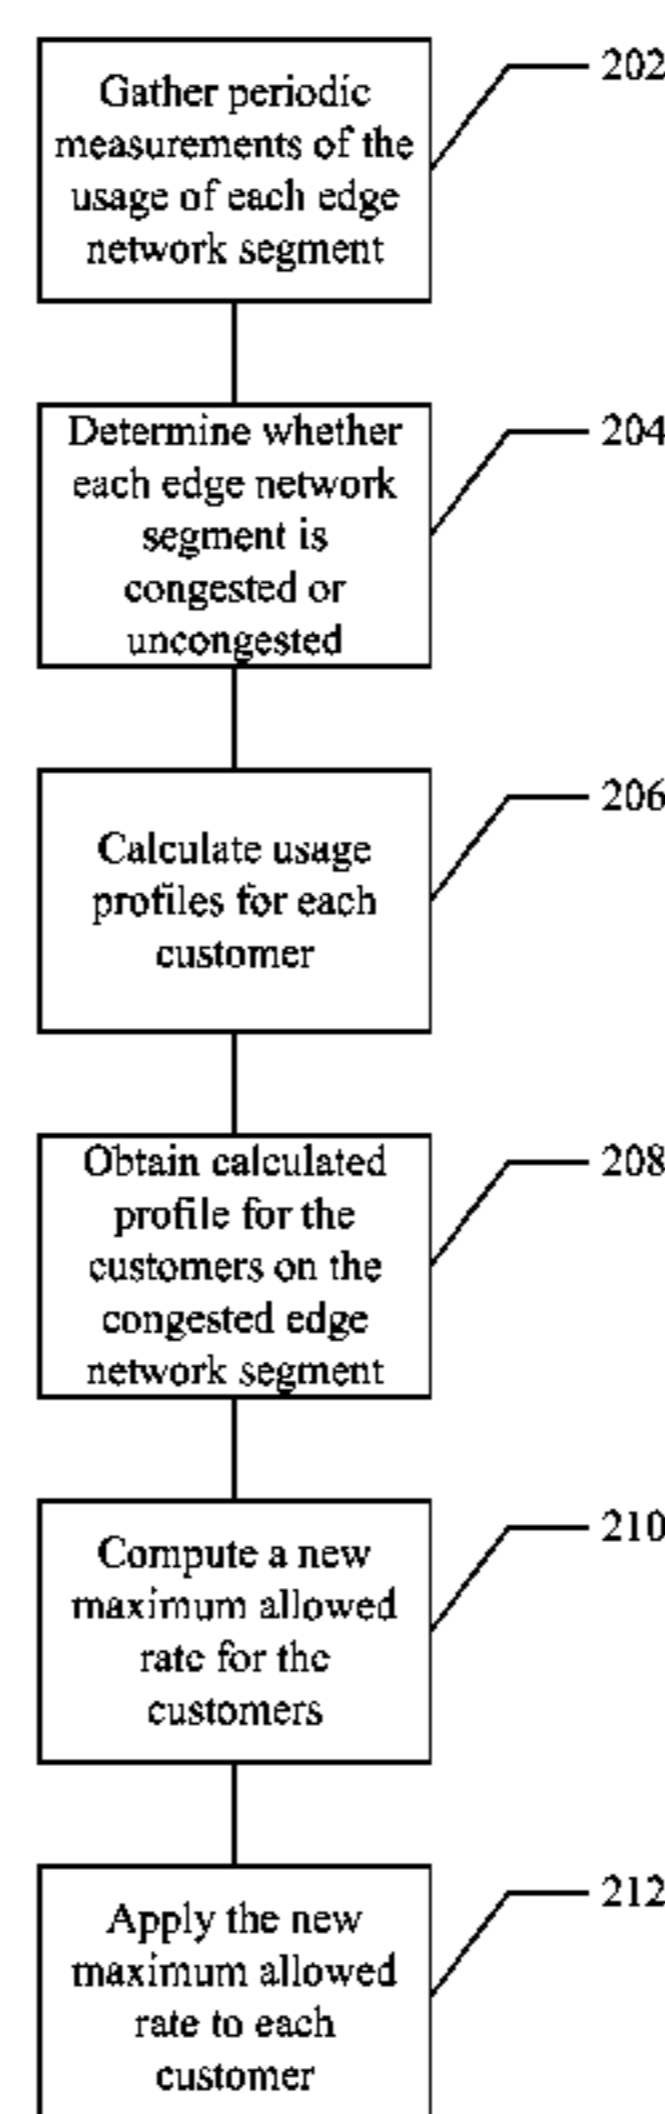 Gather periodic
measurements of the
usage of each edge
network segment
202
Determine whether
each edge network
segment is
congested or
uncongested
204
Calculate usage
profiles for each
customer
206
Obtain calculated
profile for the
customers on the
congested edge
network segment
208
Compute a new
maximum allowed
rate for the
customers
210
Apply the new
maximum allowed
rate to each
customer
212